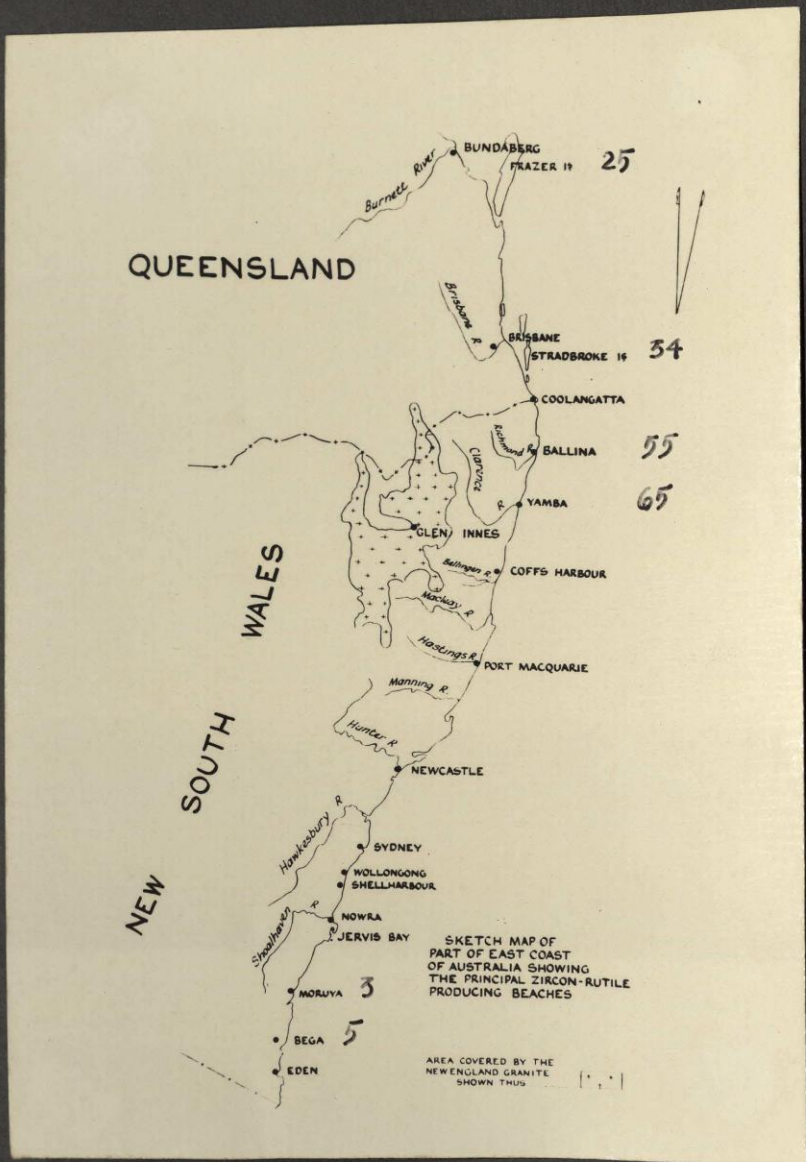 BUNDABERG
FRAZER Is 25
Burnett River
QUEENSLAND
Brisbane R
BRISBANE
STRADBROKE Is 34
COOLANGATTA
Richmond R
BALLINA 55
Clarence R
YAMBA 65
GLEN INNES
Bellingen R.
COFFS HARBOUR
Macleay R
Hastings R
PORT MACQUARIE
Manning R.
Hunter R
NEWCASTLE
NEW SOUTH WALES
Hawkesbury R
SYDNEY
WOLLONGONG
SHELLHARBOUR
Shoalhaven R
NOWRA
JERVIS BAY
MORUYA 3
BEGA 5
EDEN
SKETCH MAP OF
PART OF EAST COAST
OF AUSTRALIA SHOWING
THE PRINCIPAL ZIRCON-RUTILE
PRODUCING BEACHES
AREA COVERED BY THE
NEW ENGLAND GRANITE
SHOWN THUS